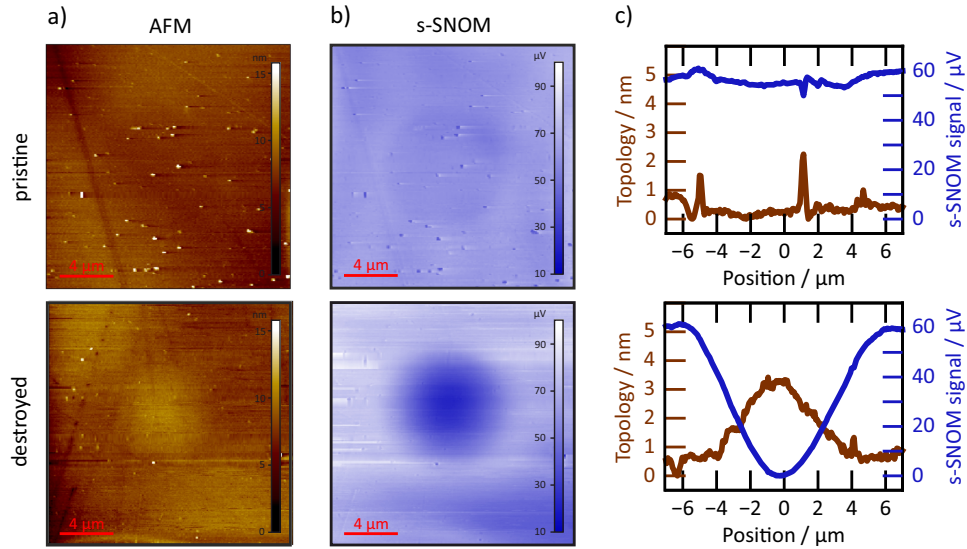 a)
AFM
b)
s-SNOM
c)
pristine
nm
15
10
5
0
4 µm
µV
90
70
50
30
10
4 µm
Topology / nm
5
4
3
2
1
0
60
40
20
0
s-SNOM signal / µV
−6 −4 −2 0 2 4 6
Position / µm
destroyed
nm
15
10
5
0
4 µm
µV
90
70
50
30
10
4 µm
Topology / nm
5
4
3
2
1
0
60
40
20
0
s-SNOM signal / µV
−6 −4 −2 0 2 4 6
Position / µm